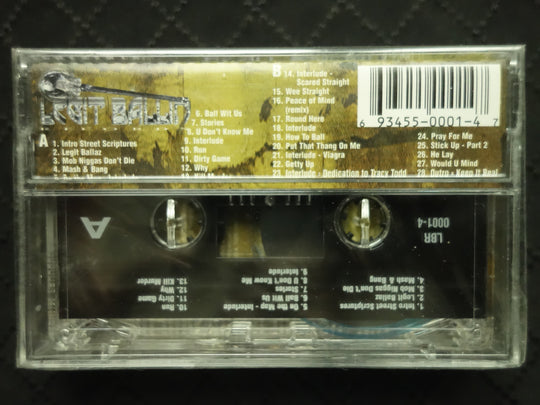 LEGIT BALLIN
A
1. Intro Street Scriptures
2. Legit Ballaz
3. Mob Niggas Don't Die
4. Mash & Bang
6. Ball Wit Us
7. Stories
8. U Don't Know Me
9. Interlude
10. Run
11. Dirty Game
12. Why
13. Kill Mu
B
14. Interlude -
Scared Straight
15. Wee Straight
16. Peace of Mind
(remix)
17. Round Here
18. Interlude
19. How To Ball
20. Put That Thang On Me
21. Interlude - Viagra
22. Getty Up
23. Interlude - Dedication to Tracy Todd
24. Pray For Me
25. Stick Up - Part 2
26. He Lay
27. Would U Mind
28. Outro - Keep It Real
6 93455-0001-4 7
A
LBR
0001-4
1. Intro Street Scriptures
2. Legit Ballaz
3. Mob Niggas Don't Die
4. Mash & Bang
5. On the Map Interlude
6. Ball Wit Us
7. Stories
8. U Don't Know Me
9. Interlude
10. Run
11. Dirty Game
12. Why
13. Kill Murder